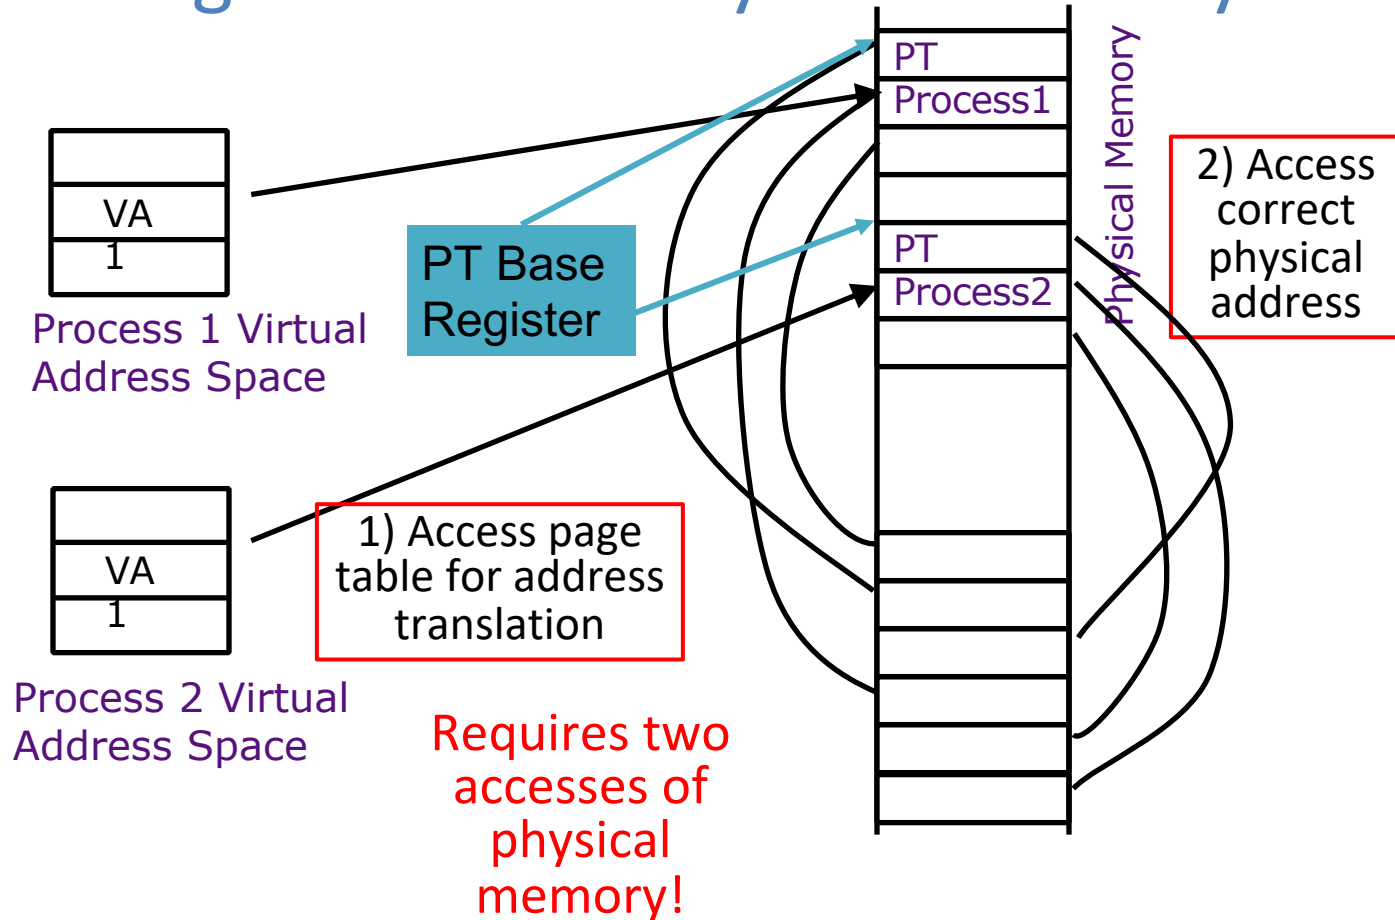 PT
Process1
Physical Memory
2) Access
correct
physical
address
VA
1
PT Base
Register
PT
Process2
Process 1 Virtual
Address Space
VA
1
1) Access page
table for address
translation
Process 2 Virtual
Address Space
Requires two
accesses of
physical
memory!